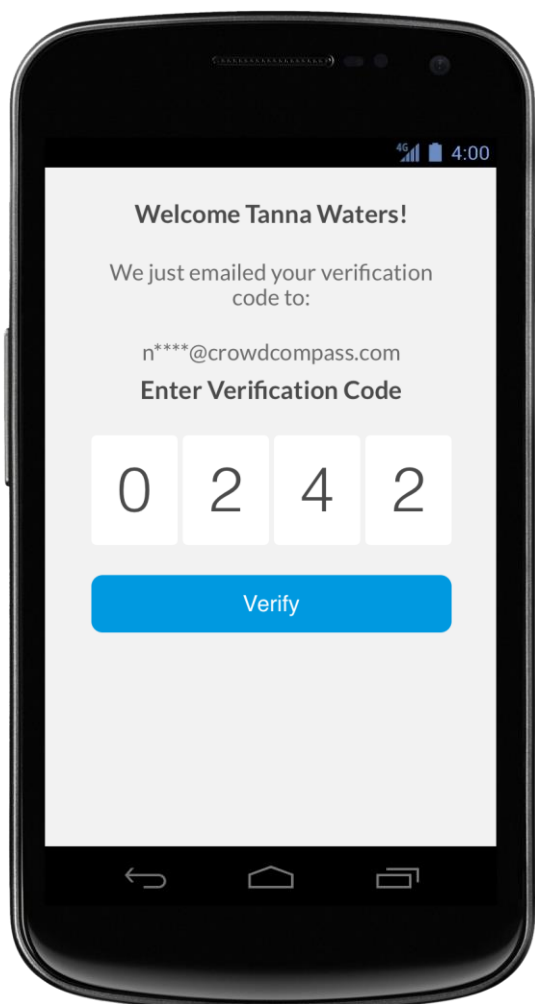 4G 4:00
Welcome Tanna Waters!
We just emailed your verification
code to:
n****@crowdcompass.com
Enter Verification Code
0 2 4 2
Verify